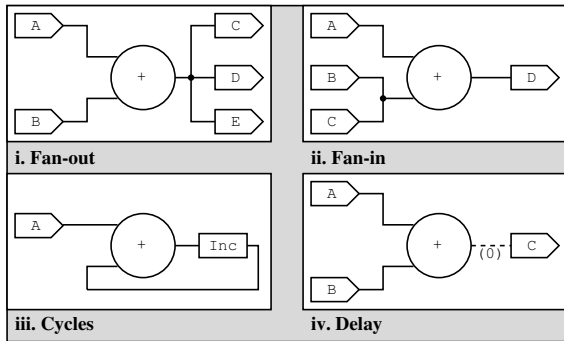 A
C
+
D
B
E
i. Fan-out
A
B
+
D
C
ii. Fan-in
A
+
Inc
iii. Cycles
A
+
(0)
C
B
iv. Delay